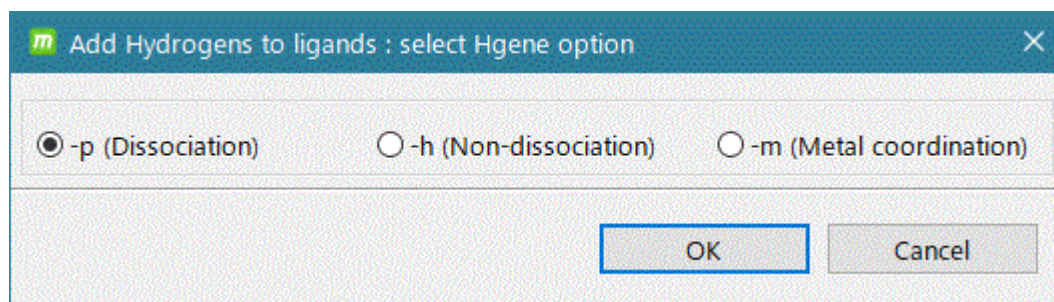 m Add Hydrogens to ligands : select Hgene option
-p (Dissociation) -h (Non-dissociation) -m (Metal coordination)
OK Cancel